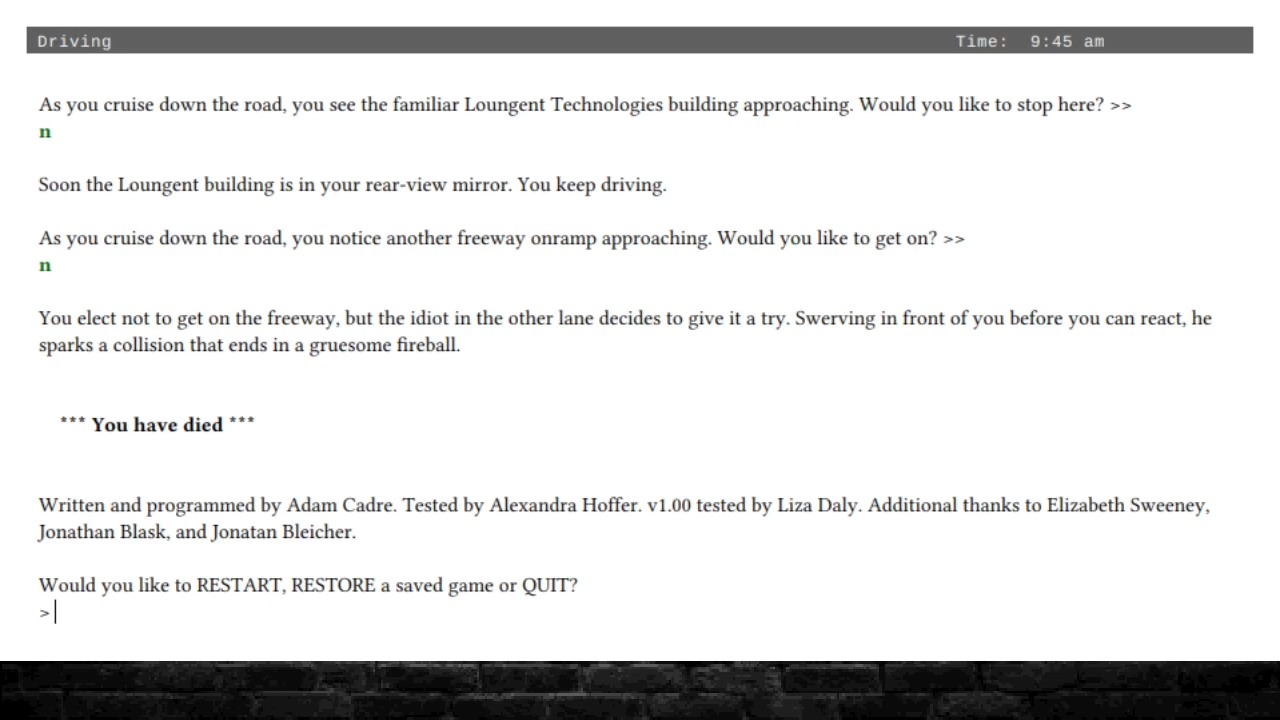 Driving Time: 9:45 am
As you cruise down the road, you see the familiar Loungent Technologies building approaching. Would you like to stop here? >>
n
Soon the Loungent building is in your rear-view mirror. You keep driving.
As you cruise down the road, you notice another freeway onramp approaching. Would you like to get on? >>
n
You elect not to get on the freeway, but the idiot in the other lane decides to give it a try. Swerving in front of you before you can react, he
sparks a collision that ends in a gruesome fireball.
*** You have died ***
Written and programmed by Adam Cadre. Tested by Alexandra Hoffer. v1.00 tested by Liza Daly. Additional thanks to Elizabeth Sweeney,
Jonathan Blask, and Jonatan Bleicher.
Would you like to RESTART, RESTORE a saved game or QUIT?
>